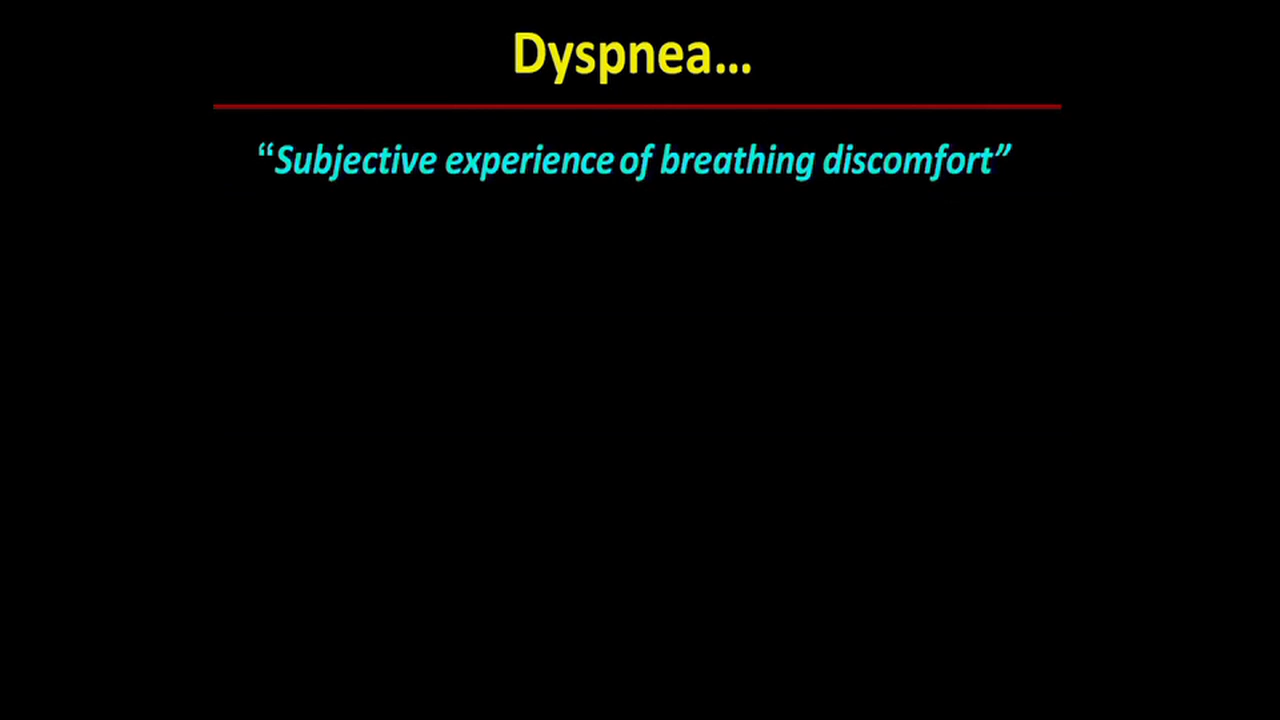 Dyspnea...
“Subjective experience of breathing discomfort”